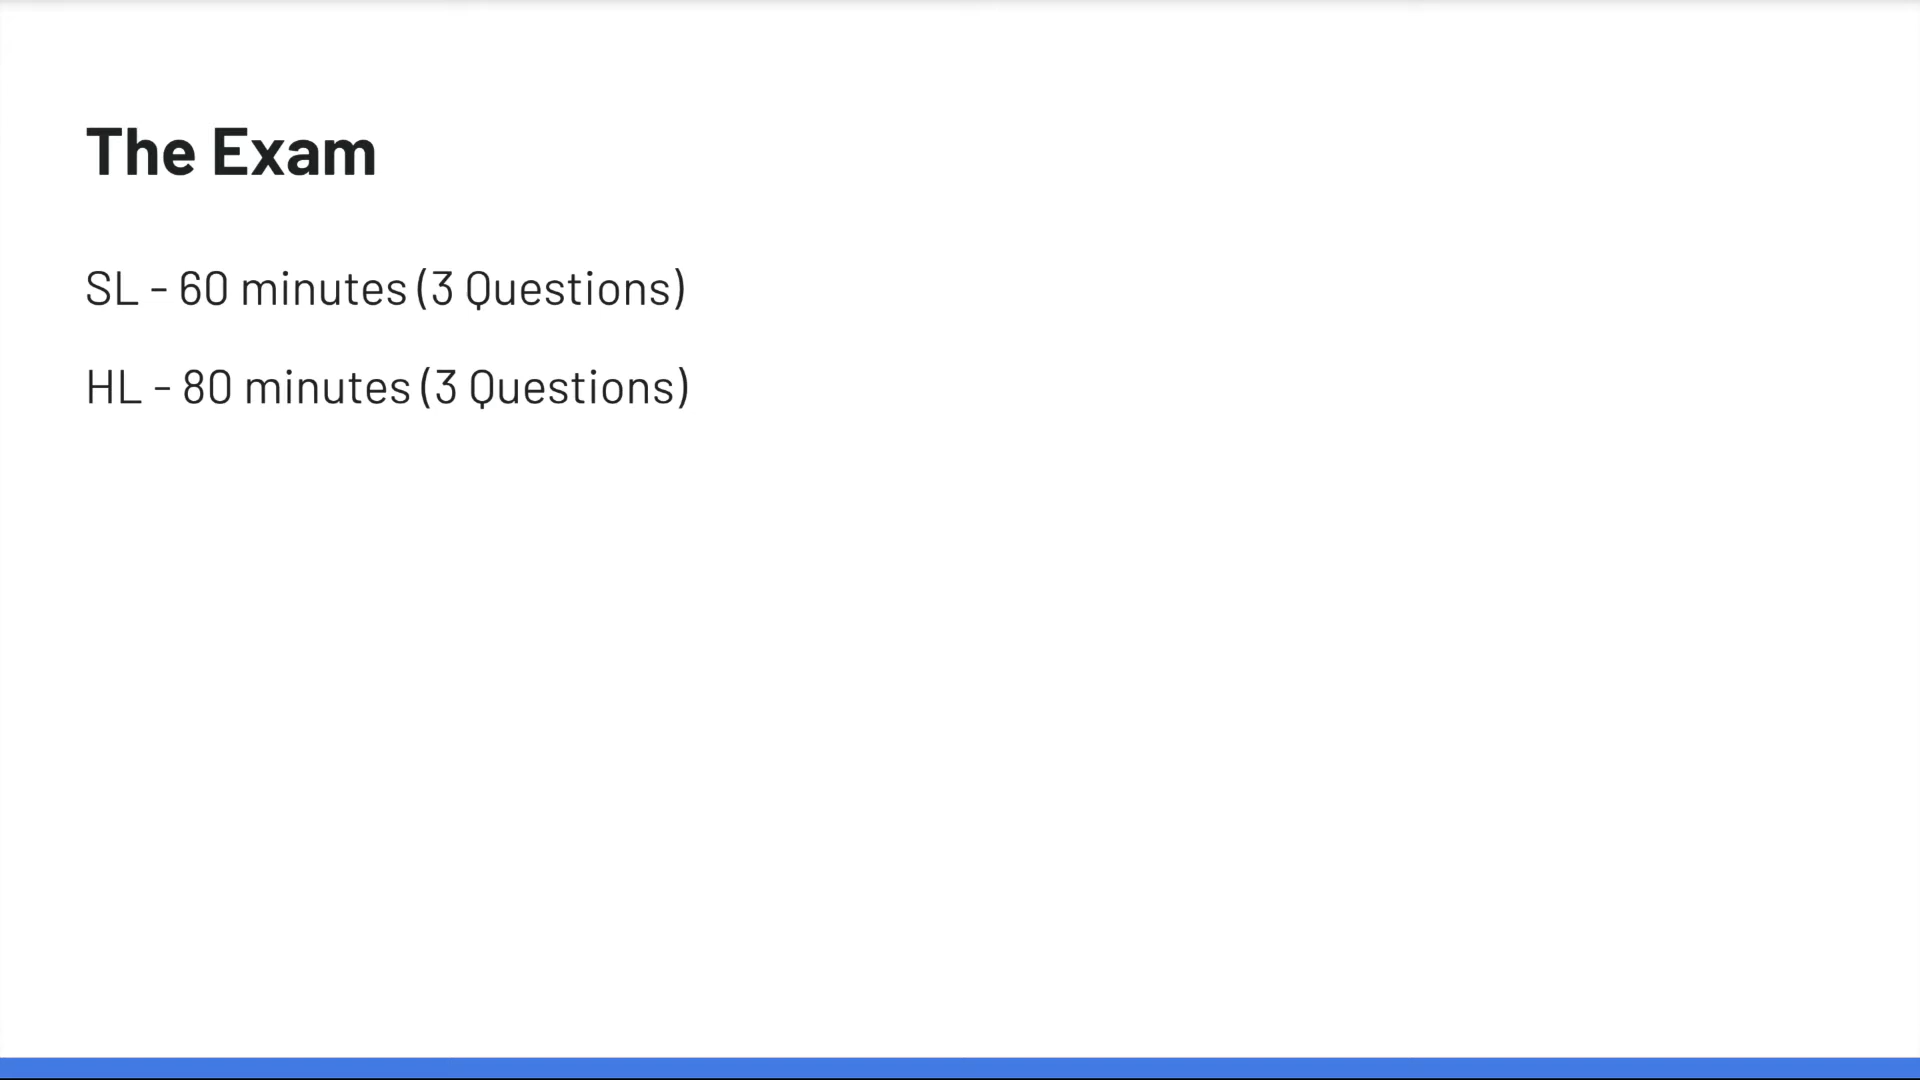 The Exam
SL - 60 minutes (3 Questions)
HL - 80 minutes (3 Questions)